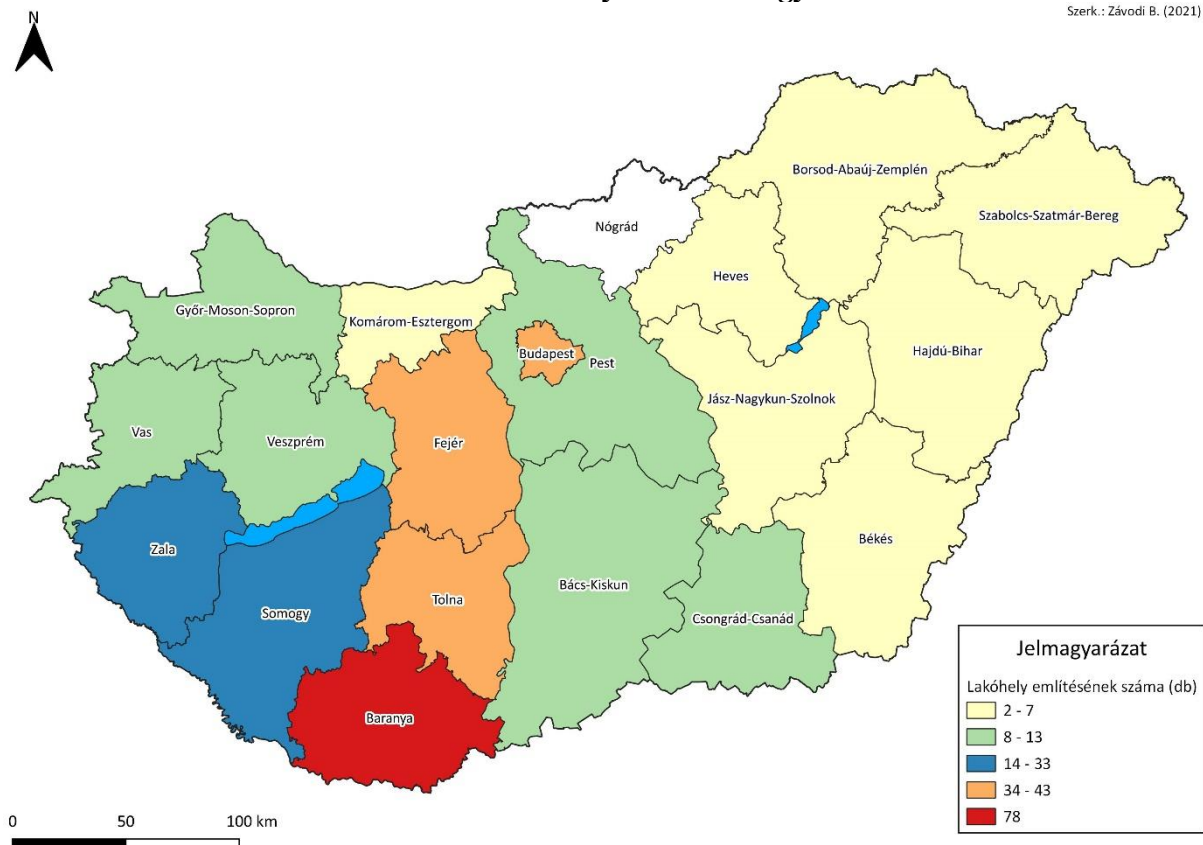 Szerk.: Závodi B. (2021)
N
Borsod-Abaúj-Zemplén
Szabolcs-Szatmár-Bereg
Nógrád
Heves
Győr-Moson-Sopron
Komárom-Esztergom
Budapest
Pest
Hajdú-Bihar
Jász-Nagykun-Szolnok
Vas
Veszprém
Fejér
Zala
Békés
Bács-Kiskun
Tolna
Somogy
Csongrád-Csanád
Baranya
Jelmagyarázat
Lakóhely említésének száma (db)
2 - 7
8 - 13
14 - 33
34 - 43
78
0 50 100 km